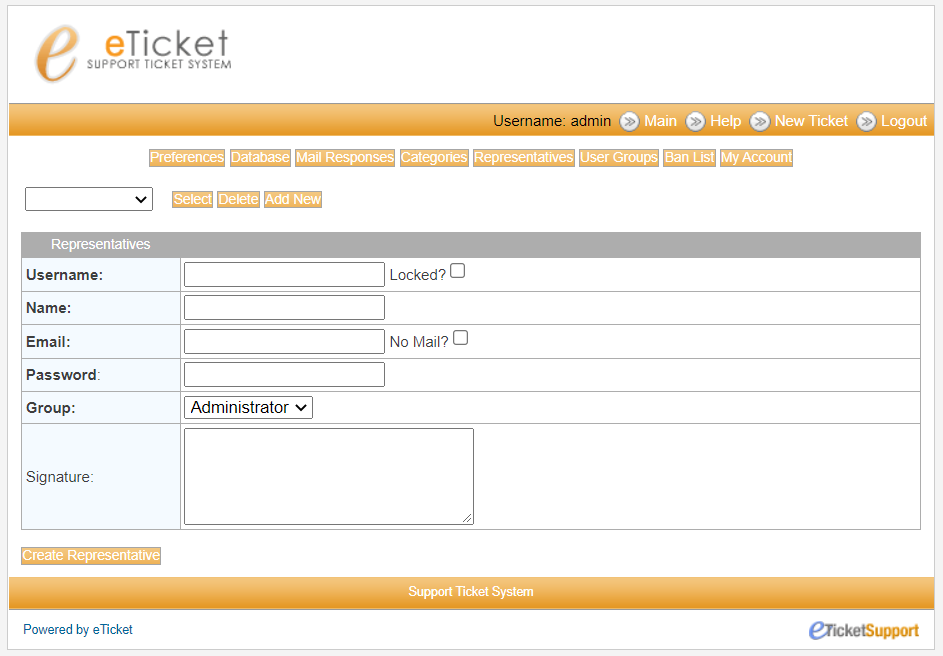 e eTicket
SUPPORT TICKET SYSTEM
Username: admin Main Help New Ticket Logout
Preferences Database Mail Responses Categories Representatives User Groups Ban List My Account
Select Delete Add New
Representatives
Username: Locked?
Name:
Email: No Mail?
Password:
Group: Administrator
Signature:
Create Representative
Support Ticket System
Powered by eTicket eTicketSupport